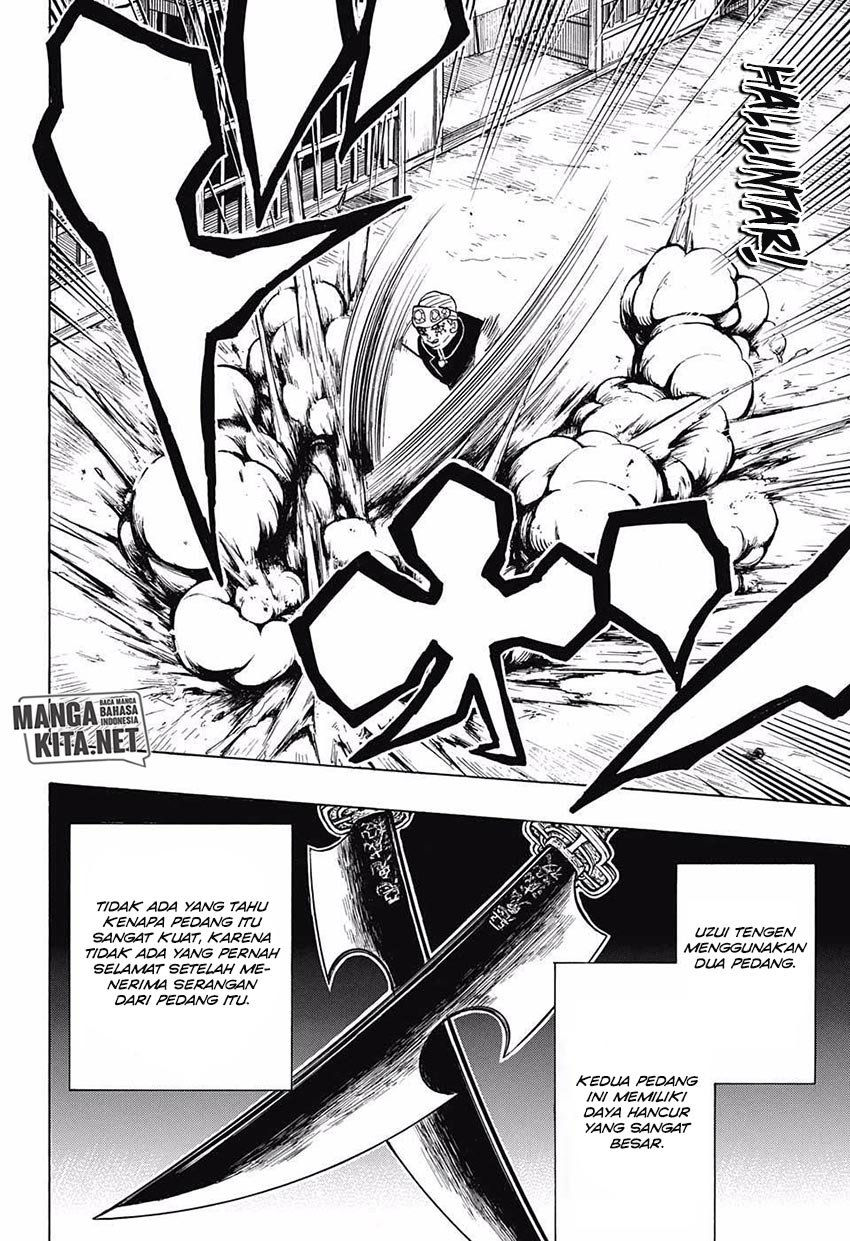 HALILINTAR!
MANGA
KITA.NET
BACA MANGA
BAHASA
INDONESIA
UZUI TENGEN
MENGGUNAKAN
DUA PEDANG.
KEDUA PEDANG
INI MEMILIKI
DAYA HANCUR
YANG SANGAT
BESAR.
TIDAK ADA YANG TAHU
KENAPA PEDANG ITU
SANGAT KUAT, KARENA
TIDAK ADA YANG PERNAH
SELAMAT SETELAH ME-
NERIMA SERANGAN
DARI PEDANG ITU.